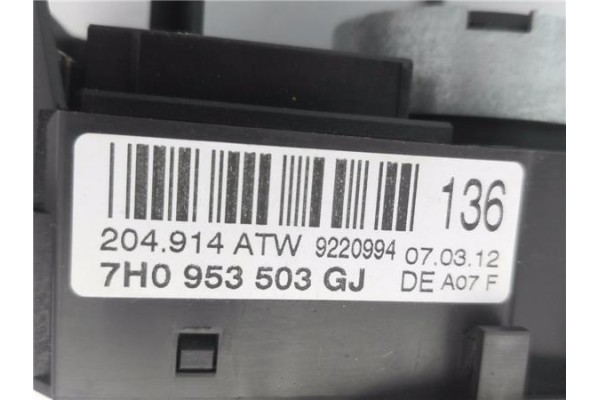 136
204.914 ATW 9220994 07.03.12
7H0 953 503 GJ DE A07 F